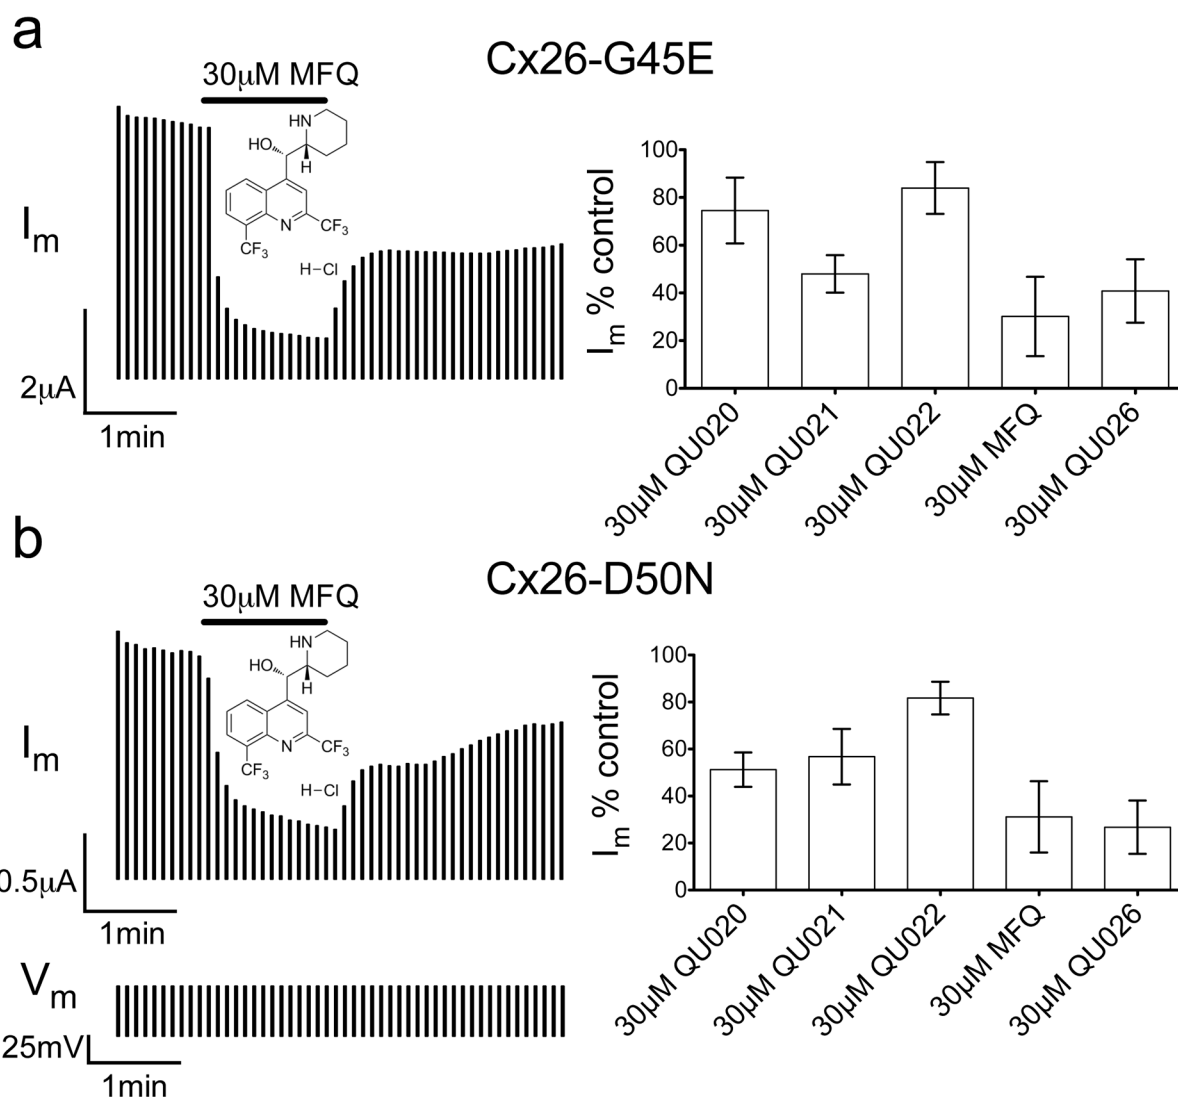 a
Cx26-G45E
30μM MFQ
HN
HO
H
N
CF3
CF3
H-Cl
Im
2μA
1min
Im % control
100
80
60
40
20
0
30μM QU020
30μM QU021
30μM QU022
30μM MFQ
30μM QU026
b
Cx26-D50N
30μM MFQ
HN
HO
H
N
CF3
CF3
H-Cl
Im
0.5μA
1min
Vm
25mV
1min
Im % control
100
80
60
40
20
0
30μM QU020
30μM QU021
30μM QU022
30μM MFQ
30μM QU026